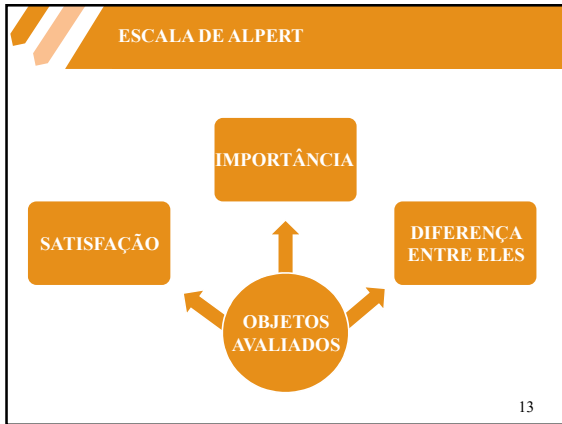 ESCALA DE ALPERT
IMPORTÂNCIA
SATISFAÇÃO
DIFERENÇA
ENTRE ELES
OBJETOS
AVALIADOS
13